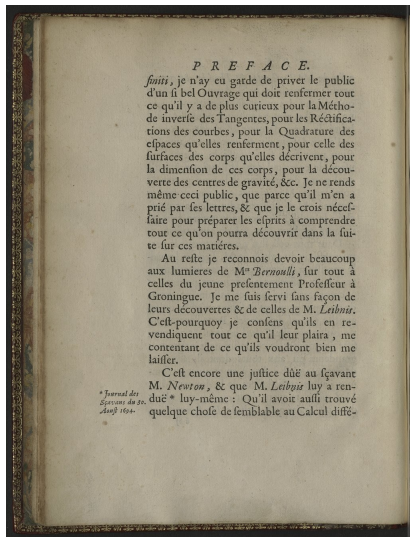 PREFACE.
finiti, je n'ay eu garde de priver le public
d'un si bel Ouvrage qui doit renfermer tout
ce qu'il y a de plus curieux pour la Métho-
de inverse des Tangentes, pour les Réctifica-
tions des courbes, pour la Quadrature des
espaces qu'elles renferment, pour celle des
surfaces des corps qu'elles décrivent, pour
la dimension de ces corps, pour la décou-
verte des centres de gravité, &c. Je ne rends
même ceci public, que parce qu'il m'en a
prié par ses lettres, & que je le crois néces-
saire pour préparer les esprits à comprendre
tout ce qu'on pourra découvrir dans la sui-
te sur ces matiéres.
Au reste je reconnois devoir beaucoup
aux lumieres de Mrs Bernoulli, sur tout à
celles du jeune presentement Professeur à
Groningue. Je me suis servi sans façon de
leurs découvertes & de celles de M. Leibnis.
C'est-pourquoy je consens qu'ils en re-
vendiquent tout ce qu'il leur plaira, me
contentant de ce qu'ils voudront bien me
laisser.
C'est encore une justice dûë au sçavant
M. Newton, & que M. Leibnis luy a ren-
duë * luy-même : Qu'il avoit aussi trouvé
quelque chose de semblable au Calcul diffé-
* Journal des
Sçavans du 30.
Aoust 1694.